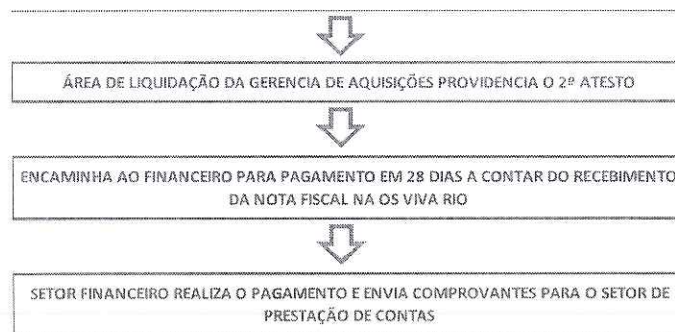 ÁREA DE LIQUIDAÇÃO DA GERENCIA DE AQUISIÇÕES PROVIDENCIA O 2º ATESTO
ENCAMINHA AO FINANCEIRO PARA PAGAMENTO EM 28 DIAS A CONTAR DO RECEBIMENTO
DA NOTA FISCAL NA OS VIVA RIO
SETOR FINANCEIRO REALIZA O PAGAMENTO E ENVIA COMPROVANTES PARA O SETOR DE
PRESTAÇÃO DE CONTAS